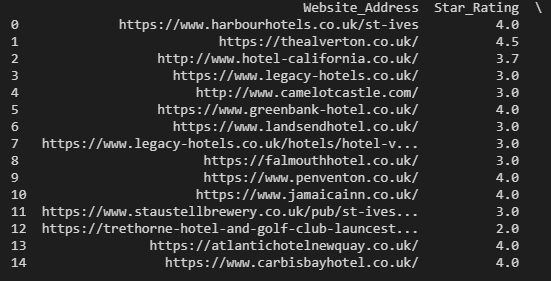 Website_Address Star_Rating \
0 https://www.harbourhotels.co.uk/st-ives 4.0
1 https://thealverton.co.uk/ 4.5
2 http://www.hotel-california.co.uk/ 3.7
3 https://www.legacy-hotels.co.uk/ 3.0
4 http://www.camelotcastle.com/ 3.0
5 https://www.greenbank-hotel.co.uk/ 4.0
6 https://www.landsendhotel.co.uk/ 3.0
7 https://www.legacy-hotels.co.uk/hotels/hotel-v... 3.0
8 https://falmouthhotel.co.uk/ 3.0
9 https://www.penventon.co.uk/ 4.0
10 https://www.jamaicainn.co.uk/ 4.0
11 https://www.staustellbrewery.co.uk/pub/st-ives... 3.0
12 https://trethorne-hotel-and-golf-club-launcest... 2.0
13 https://atlantichotelnewquay.co.uk/ 4.0
14 https://www.carbisbayhotel.co.uk/ 4.0